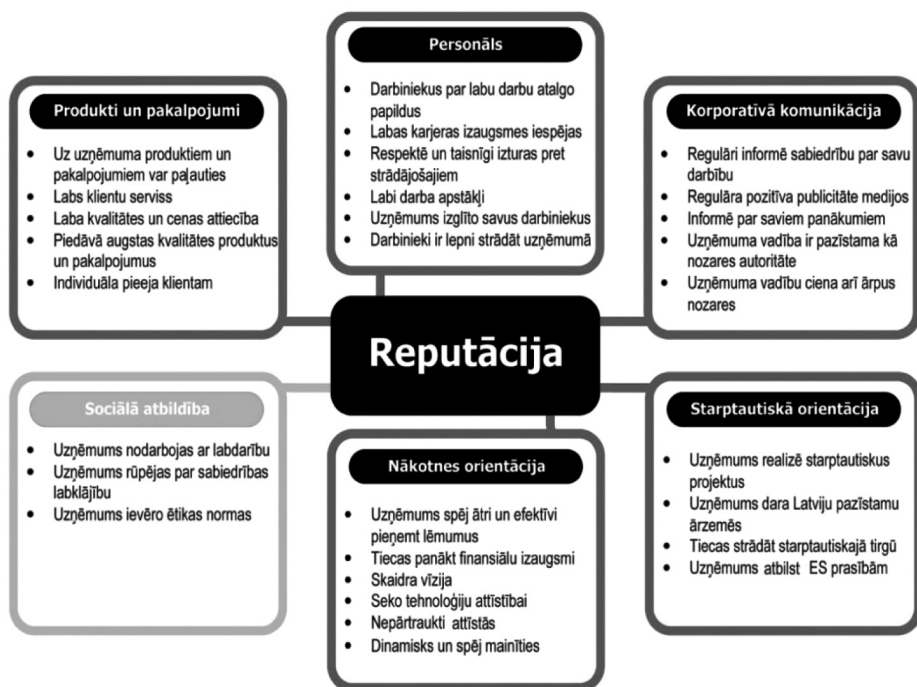 Personāls
• Darbiniekus par labu darbu atalgo
papildus
• Labas karjeras izaugsmes iespējas
• Respektē un taisnīgi izturas pret
strādājošajiem
• Labi darba apstākļi
• Uzņēmums izglīto savus darbiniekus
• Darbinieki ir lepni strādāt uzņēmumā
Produkti un pakalpojumi
• Uz uzņēmuma produktiem un
pakalpojumiem var paļauties
• Labs klientu serviss
• Laba kvalitātes un cenas attiecība
• Piedāvā augstas kvalitātes produktus
un pakalpojumus
• Individuāla pieeja klientam
Korporatīvā komunikācija
• Regulāri informē sabiedrību par savu
darbību
• Regulāra pozitīva publicitāte medijos
• Informē par saviem panākumiem
• Uzņēmuma vadība ir pazīstama kā
nozares autoritāte
• Uzņēmuma vadību ciena arī ārpus
nozares
Reputācija
Sociālā atbildība
• Uzņēmums nodarbojas ar labdarību
• Uzņēmums rūpējas par sabiedrības
labklājību
• Uzņēmums ievēro ētikas normas
Nākotnes orientācija
• Uzņēmums spēj ātri un efektīvi
pieņemt lēmumus
• Tiecas panākt finansiālu izaugsmi
• Skaidra vīzija
• Seko tehnoloģiju attīstībai
• Nepārtraukti attīstās
• Dinamisks un spēj mainīties
Starptautiskā orientācija
• Uzņēmums realizē starptautiskus
projektus
• Uzņēmums dara Latviju pazīstamu
ārzemēs
• Tiecas strādāt starptautiskajā tirgū
• Uzņēmums atbilst ES prasībām